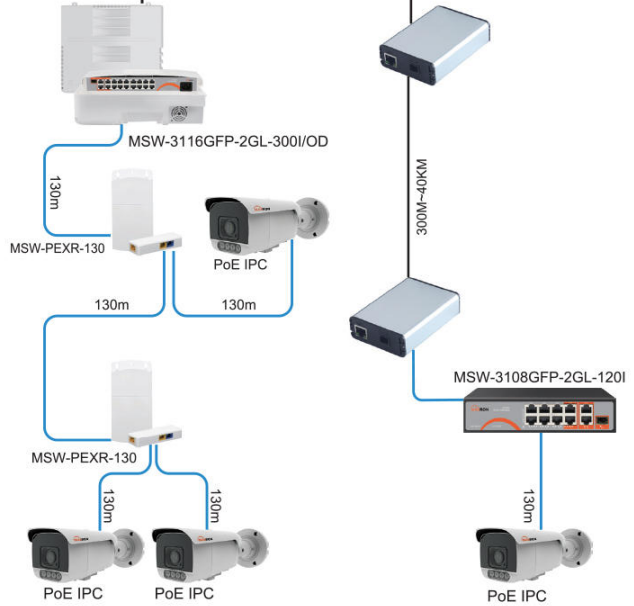 MSW-3116GFP-2GL-300I/OD
130m
MSW-PEXR-130
PoE IPC
300M~40KM
130m
130m
MSW-3108GFP-2GL-120I
MSW-PEXR-130
130m
130m
130m
PoE IPC
PoE IPC
PoE IPC